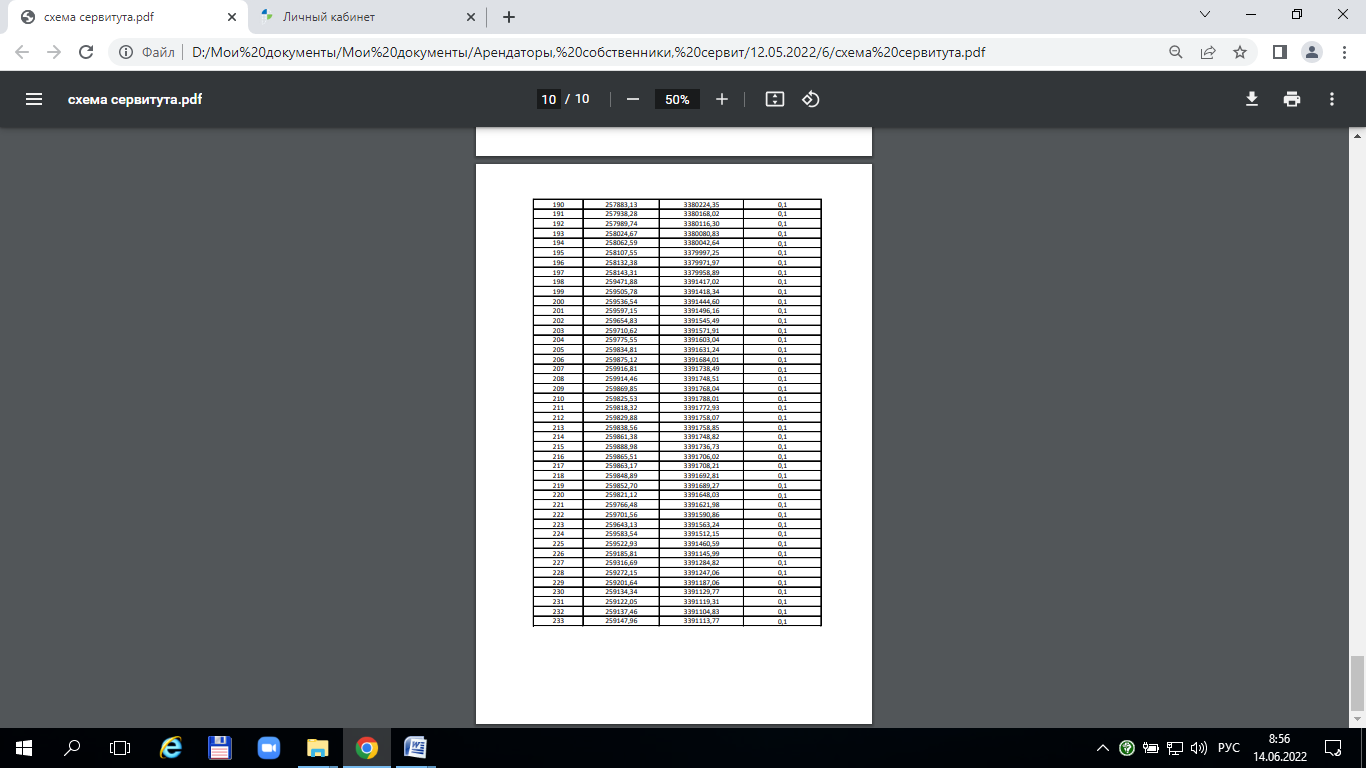 схема сервитута.pdf
Личный кабинет
Файл D:/Мои%20документы/Мои%20документы/Арендаторы,%20собственники,%20сервит/12.05.2022/6/схема%20сервитута.pdf
схема сервитута.pdf
10 / 10
50%
190 257883,13 3380224,35 0,1
191 257938,28 3380168,02 0,1
192 257989,74 3380116,30 0,1
193 258024,67 3380080,83 0,1
194 258062,59 3380042,64 0,1
195 258107,55 3379997,25 0,1
196 258132,38 3379971,97 0,1
197 258143,31 3379958,89 0,1
198 259471,88 3391417,02 0,1
199 259505,78 3391418,34 0,1
200 259536,54 3391444,60 0,1
201 259597,15 3391496,16 0,1
202 259654,83 3391545,49 0,1
203 259710,62 3391571,91 0,1
204 259775,55 3391603,04 0,1
205 259834,81 3391631,24 0,1
206 259875,12 3391684,01 0,1
207 259916,81 3391738,49 0,1
208 259914,46 3391748,51 0,1
209 259869,85 3391768,04 0,1
210 259825,53 3391788,01 0,1
211 259818,32 3391772,93 0,1
212 259829,88 3391758,07 0,1
213 259838,56 3391758,85 0,1
214 259861,38 3391748,82 0,1
215 259888,98 3391736,73 0,1
216 259865,51 3391706,02 0,1
217 259863,17 3391708,21 0,1
218 259848,89 3391692,81 0,1
219 259852,70 3391689,27 0,1
220 259821,12 3391648,03 0,1
221 259766,48 3391621,98 0,1
222 259701,56 3391590,86 0,1
223 259643,13 3391563,24 0,1
224 259583,54 3391512,15 0,1
225 259522,93 3391460,59 0,1
226 259185,81 3391145,99 0,1
227 259316,69 3391284,82 0,1
228 259272,15 3391247,06 0,1
229 259201,64 3391187,06 0,1
230 259134,34 3391129,77 0,1
231 259122,05 3391119,31 0,1
232 259137,46 3391104,83 0,1
233 259147,96 3391113,77 0,1
РУС
8:56
14.06.2022